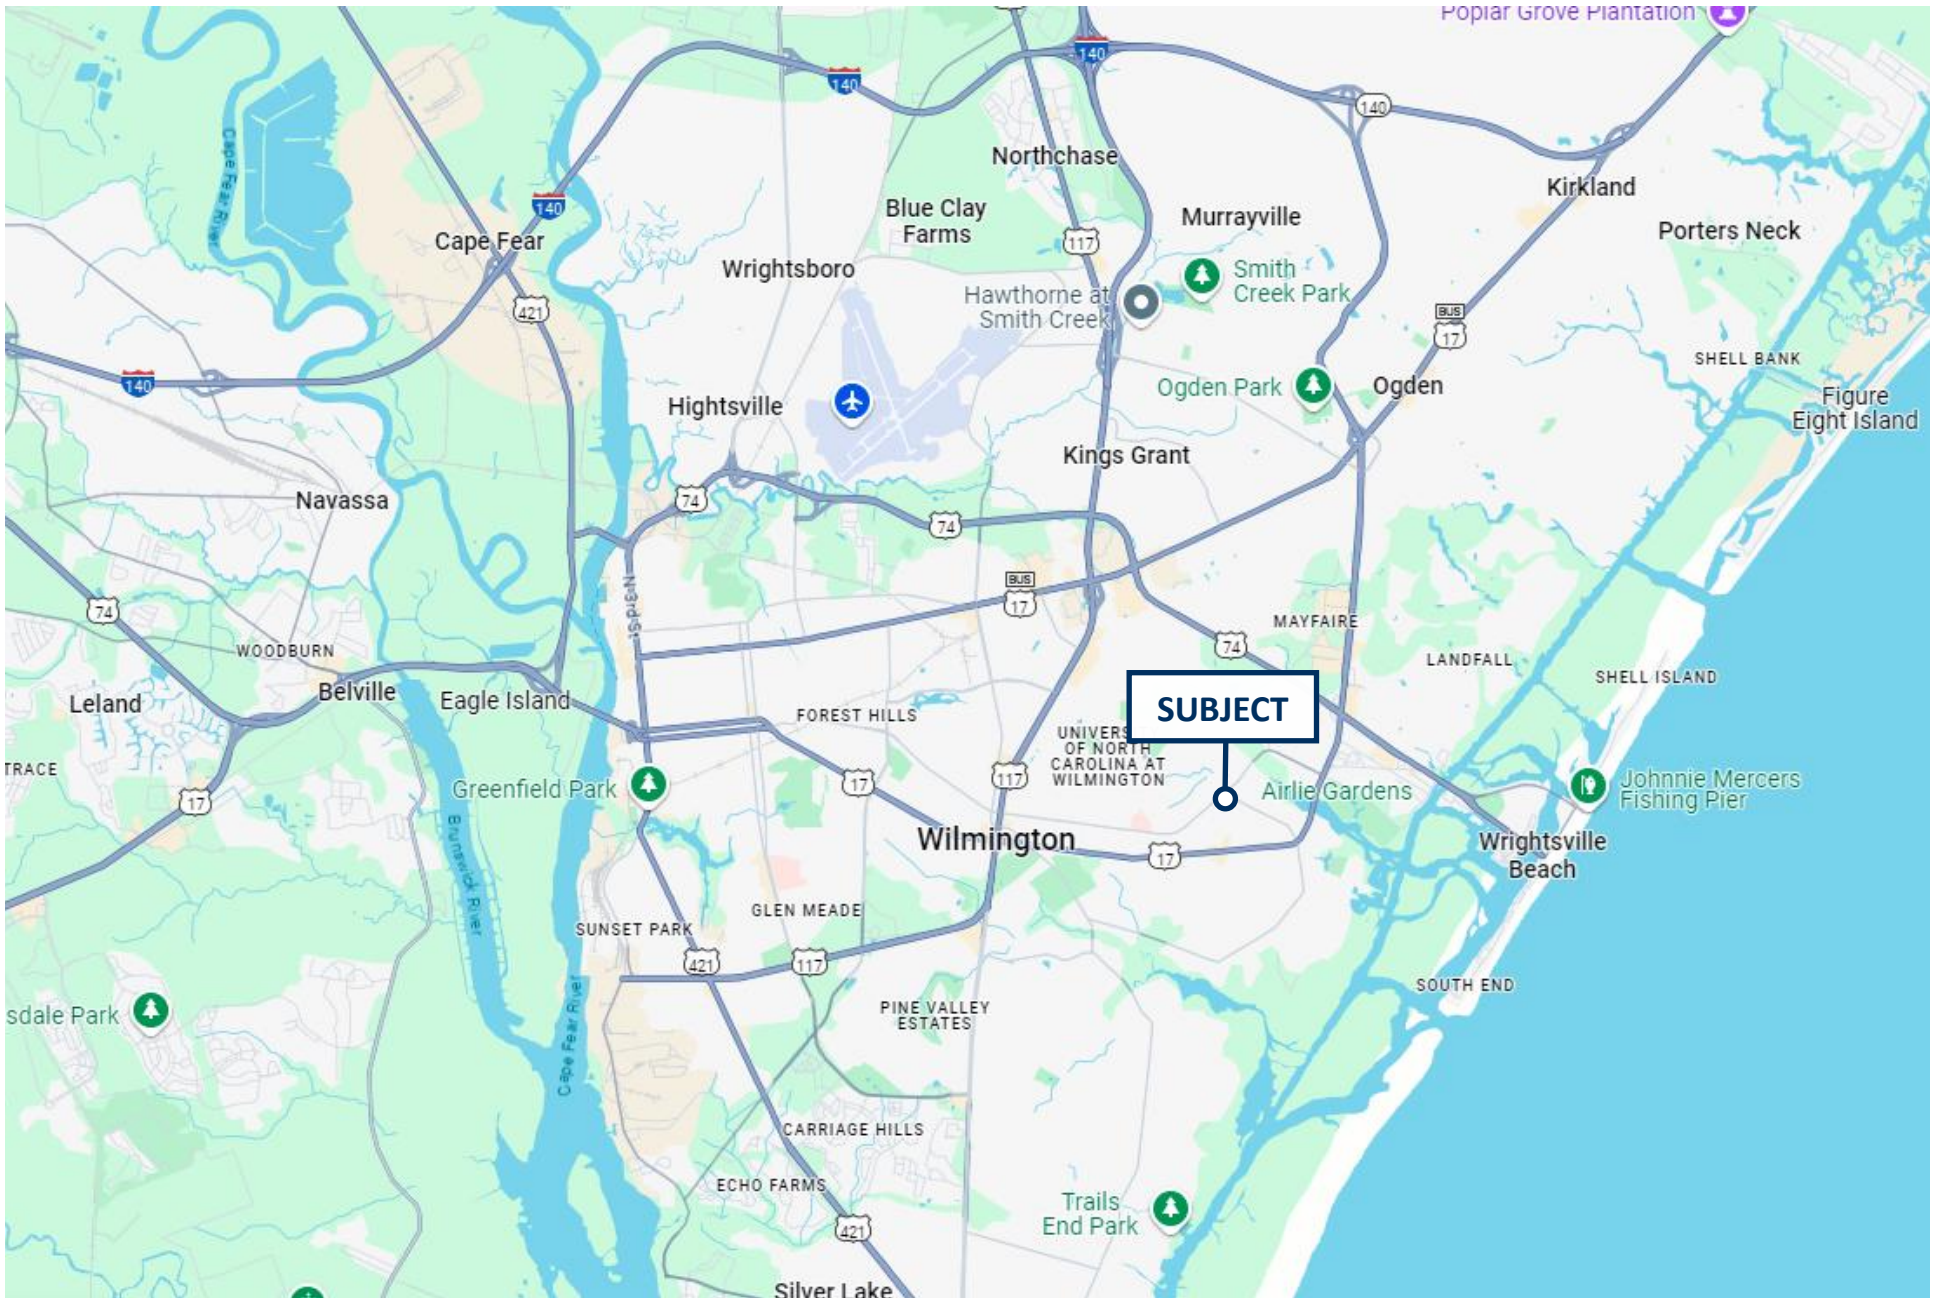 Poplar Grove Plantation
140
140
140
Northchase
Kirkland
Cape Fear River
140
Blue Clay
Farms
Murrayville
Porters Neck
Cape Fear
117
Wrightsboro
Smith
Creek Park
Hawthorne at
Smith Creek
421
BUS
17
SHELL BANK
140
Ogden Park
Ogden
Figure
Eight Island
Hightsville
Kings Grant
Navassa
74
74
BUS
17
N 3rd St
74
MAYFAIRE
WOODBURN
74
LANDFALL
SHELL ISLAND
Leland
Belville
Eagle Island
SUBJECT
FOREST HILLS
UNIVERS
OF NORTH
CAROLINA AT
WILMINGTON
TRACE
117
17
Greenfield Park
Airlie Gardens
Johnnie Mercers
Fishing Pier
17
Brunswick River
Wilmington
17
Wrightsville
Beach
GLEN MEADE
SUNSET PARK
421
117
SOUTH END
sdale Park
PINE VALLEY
ESTATES
Cape Fear River
CARRIAGE HILLS
ECHO FARMS
Trails
End Park
421
Silver Lake